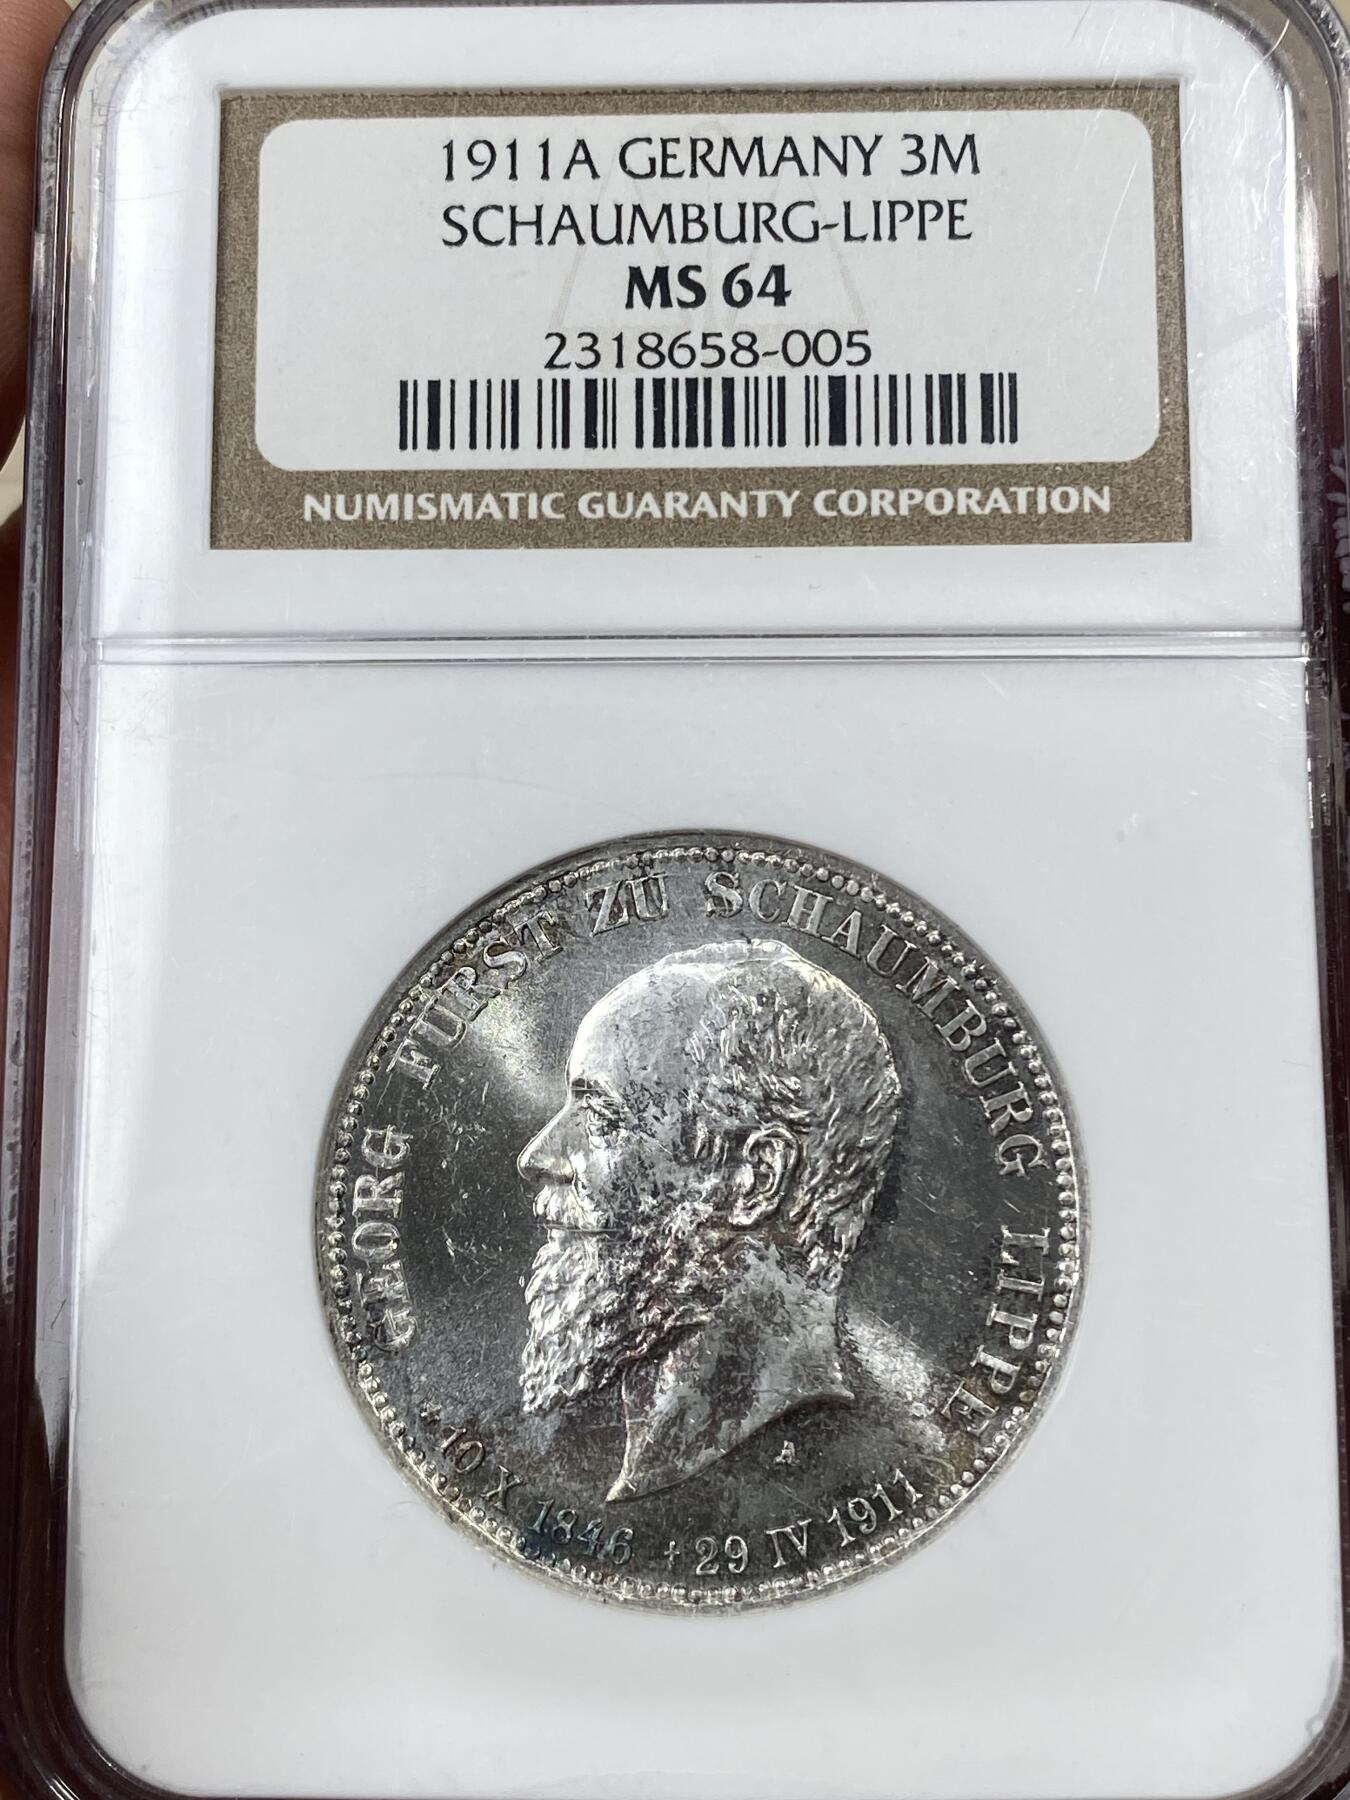 1911A GERMANY 3M
SCHAUMBURG-LIPPE
MS 64
2318658-005
NUMISMATIC GUARANTY CORPORATION
GEORG FÜRST ZU SCHAUMBURG LIPPE
A
* 10 X 1846 + 29 IV 1911